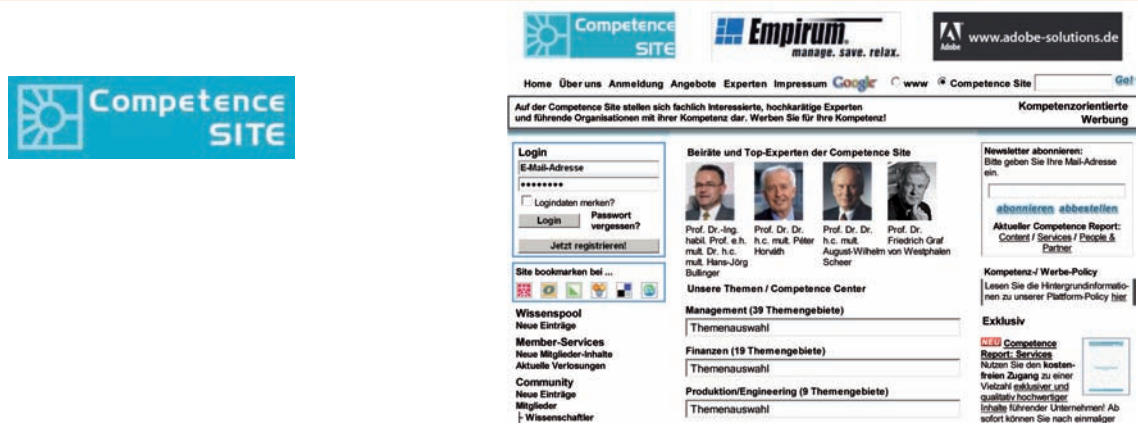 Competence
SITE
Competence
SITE
Empirum.
manage. save. relax.
Adobe
www.adobe-solutions.de
Home Über uns Anmeldung Angebote Experten Impressum Google www Competence Site Go!
Auf der Competence Site stellen sich fachlich Interessierte, hochkarätige Experten
und führende Organisationen mit ihrer Kompetenz dar. Werben Sie für Ihre Kompetenz!
Kompetenzorientierte
Werbung
Login
E-Mail-Adresse
Logindaten merken?
Login
Passwort
vergessen?
Jetzt registrieren!
Site bookmarken bei ...
Wissenspool
Neue Einträge
Member-Services
Neue Mitglieder-Inhalte
Aktuelle Verlosungen
Community
Neue Einträge
Mitglieder
Wissenschaftler
Beiräte und Top-Experten der Competence Site
Prof. Dr.-Ing.
habil. Prof. e.h.
mult. Dr. h.c.
mult. Hans-Jörg
Bullinger
Prof. Dr. Dr.
h.c. mult. Péter
Horváth
Prof. Dr. Dr.
h.c. mult.
August-Wilhelm
Scheer
Prof. Dr.
Friedrich Graf
von Westphalen
Unsere Themen / Competence Center
Management (39 Themengebiete)
Themenauswahl
Finanzen (19 Themengebiete)
Themenauswahl
Produktion/Engineering (9 Themengebiete)
Themenauswahl
Newsletter abonnieren:
Bitte geben Sie Ihre Mail-Adresse
ein.
abonnieren abbestellen
Aktueller Competence Report:
Content / Services / People &
Partner
Kompetenz-/ Werbe-Policy
Lesen Sie die Hintergrundinformatio-
nen zu unserer Plattform-Policy hier
Exklusiv
NEU Competence
Report: Services
Nutzen Sie den kosten-
freien Zugang zu einer
Vielzahl exklusiver und
qualitativ hochwertiger
Inhalte führender Unternehmen! Ab
sofort können Sie nach einmaliger